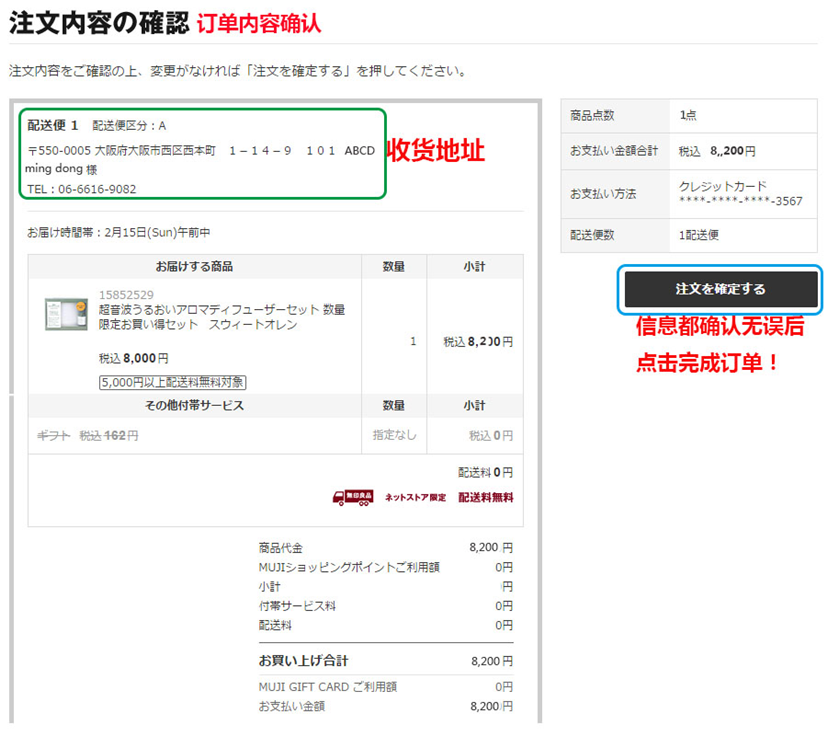 注文内容の確認 订单内容确认
注文内容をご確認の上、変更がなければ「注文を確定する」を押してください。
配送便 1 配送便区分：A
〒550-0005 大阪府大阪市西区西本町 1－14－9 101 ABCD
ming dong 様
TEL：06-6616-9082
收货地址
お届け時間帯：2月15日(Sun)午前中
お届けする商品 数量 小計
15852529
超音波うるおいアロマディフューザーセット 数量
限定お買い得セット スウィートオレン
税込 8,000円
5,000円以上配送料無料対象
1 税込 8,200円
その他付帯サービス 数量 小計
ギフト 税込 162円 指定なし 税込 0円
配送料 0円
無印良品 ネットストア限定 配送料無料
商品代金 8,200円
MUJIショッピングポイントご利用額 0円
小計 円
付帯サービス料 0円
配送料 0円
お買い上げ合計 8,200円
MUJI GIFT CARD ご利用額 0円
お支払い金額 8,200円
商品点数 1点
お支払い金額合計 税込 8,,200円
お支払い方法 クレジットカード
****-****-****-3567
配送便数 1配送便
注文を確定する
信息都确认无误后
点击完成订单！